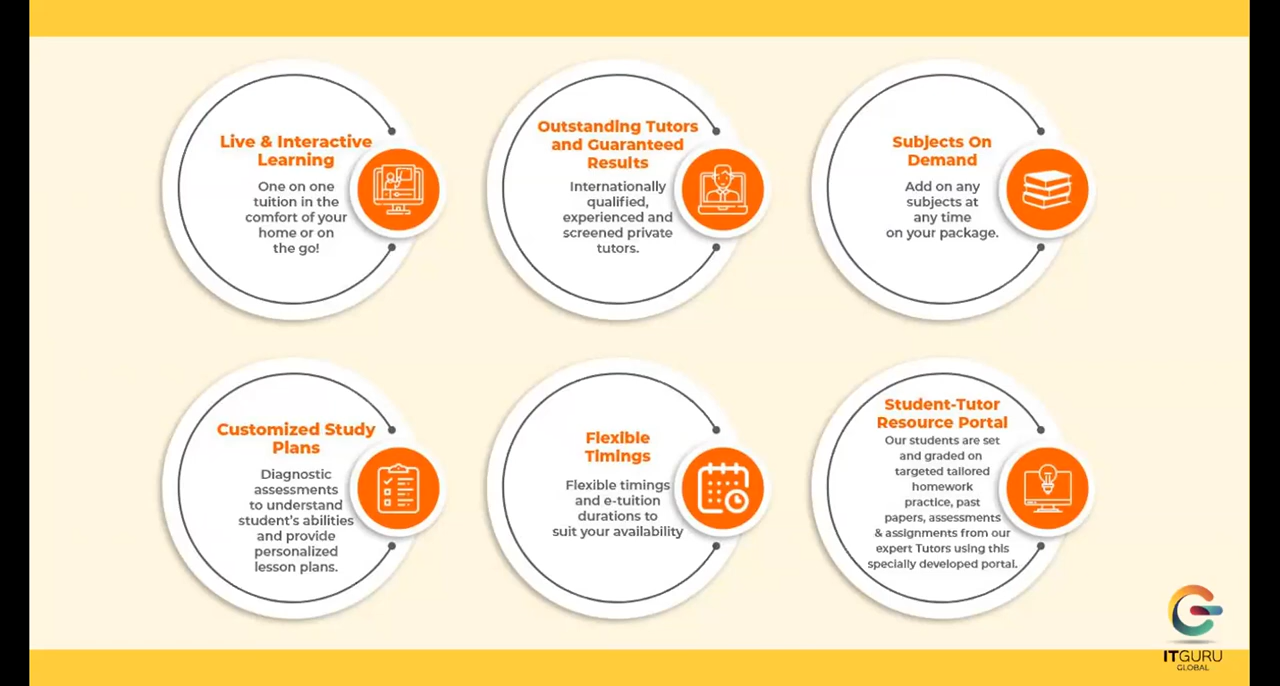 Live & Interactive
Learning
One on one
tuition in the
comfort of your
home or on
the go!
Outstanding Tutors
and Guaranteed
Results
Internationally
qualified,
experienced and
screened private
tutors.
Subjects On
Demand
Add on any
subjects at
any time
on your package.
Customized Study
Plans
Diagnostic
assessments
to understand
student's abilities
and provide
personalized
lesson plans.
Flexible
Timings
Flexible timings
and e-tuition
durations to
suit your availability
Student-Tutor
Resource Portal
Our students are set
and graded on
targeted tailored
homework
practice, past
papers, assessments
& assignments from our
expert Tutors using this
specially developed portal.
ITGURU
GLOBAL